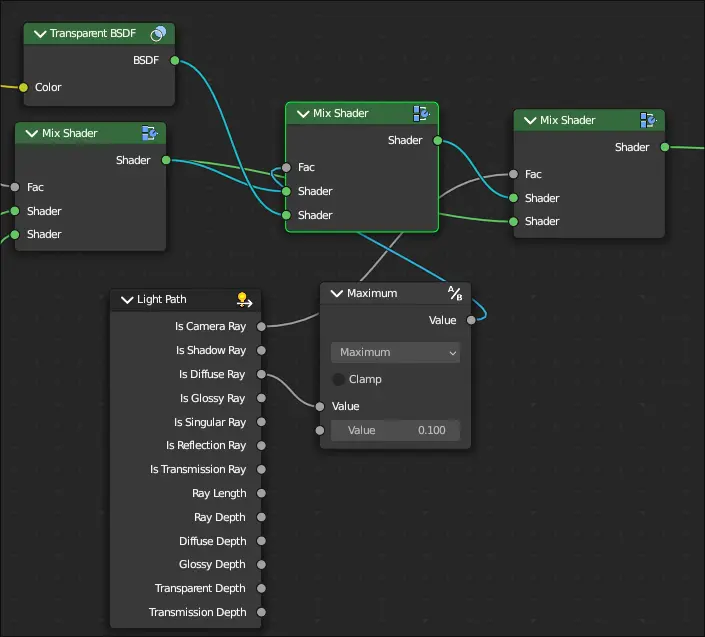 Transparent BSDF
BSDF
Color
Mix Shader
Shader
Fac
Shader
Shader
Mix Shader
Shader
Fac
Shader
Shader
Mix Shader
Shader
Fac
Shader
Shader
Light Path
Is Camera Ray
Is Shadow Ray
Is Diffuse Ray
Is Glossy Ray
Is Singular Ray
Is Reflection Ray
Is Transmission Ray
Ray Length
Ray Depth
Diffuse Depth
Glossy Depth
Transparent Depth
Transmission Depth
Maximum A/B
Value
Maximum
Clamp
Value
Value 0.100